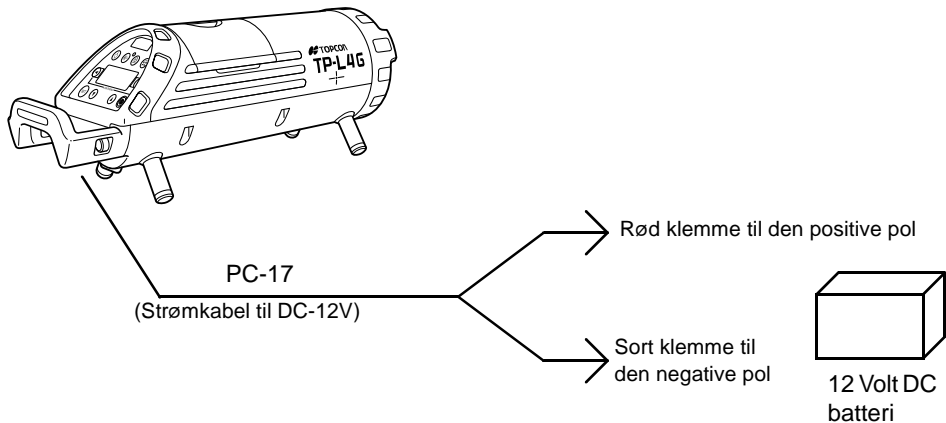 TOPCON
TP-L4G
PC-17
(Strømkabel til DC-12V)
Rød klemme til den positive pol
Sort klemme til
den negative pol
12 Volt DC
batteri